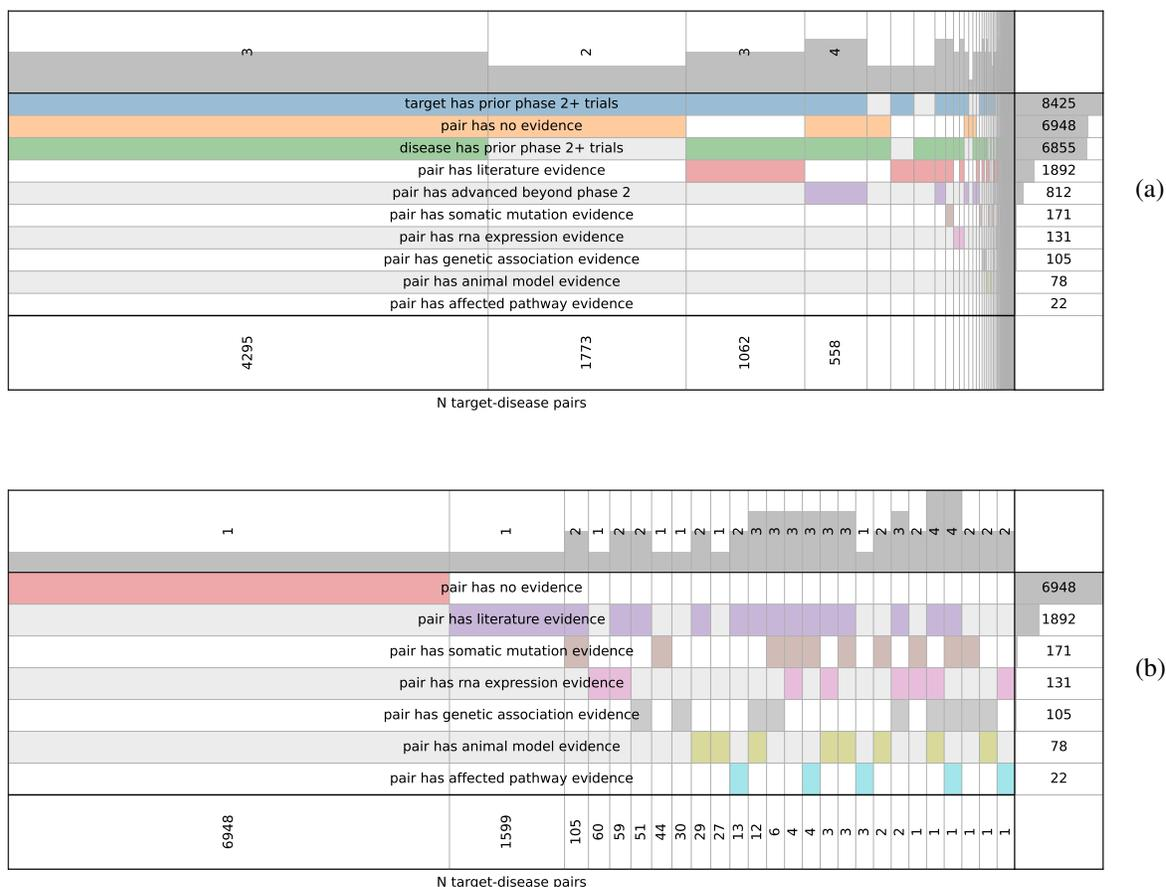 3 2 3 4
target has prior phase 2+ trials 8425
pair has no evidence 6948
disease has prior phase 2+ trials 6855
pair has literature evidence 1892
pair has advanced beyond phase 2 812
pair has somatic mutation evidence 171
pair has rna expression evidence 131
pair has genetic association evidence 105
pair has animal model evidence 78
pair has affected pathway evidence 22
4295 1773 1062 558
N target-disease pairs
(a)
1 1 2 1 2 2 1 1 2 1 2 3 3 3 3 3 1 2 3 2 4 4 2 2 2
pair has no evidence 6948
pair has literature evidence 1892
pair has somatic mutation evidence 171
pair has rna expression evidence 131
pair has genetic association evidence 105
pair has animal model evidence 78
pair has affected pathway evidence 22
6948 1599 105 60 59 51 44 30 29 27 13 12 6 4 4 3 3 3 2 2 1 1 1 1 1
N target-disease pairs
(b)